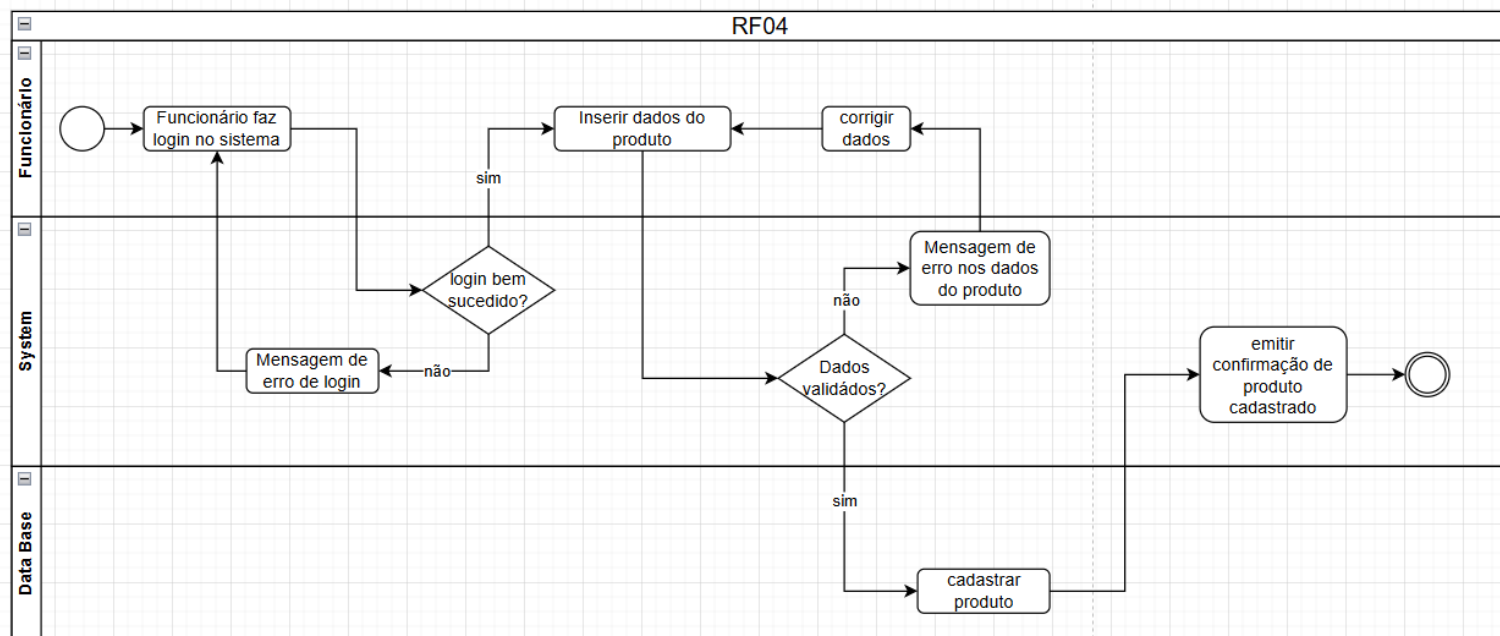 RF04
Funcionário
Funcionário faz
login no sistema
Inserir dados do
produto
corrigir
dados
sim
System
login bem
sucedido?
Mensagem de
erro nos dados
do produto
não
Mensagem de
erro de login
não
Dados
validádos?
emitir
confirmação de
produto
cadastrado
Data Base
sim
cadastrar
produto